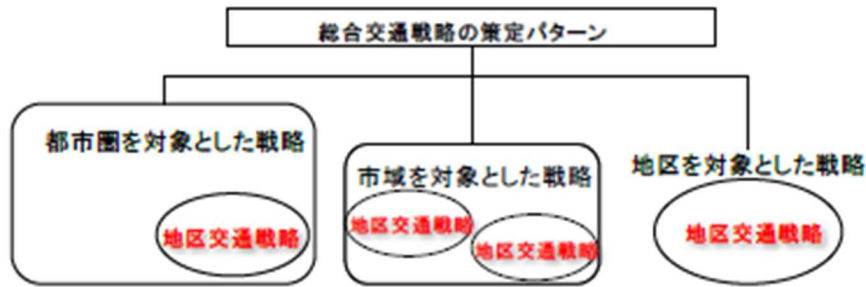 総合交通戦略の策定パターン
都市圏を対象とした戦略
地区交通戦略
市域を対象とした戦略
地区交通戦略
地区交通戦略
地区を対象とした戦略
地区交通戦略